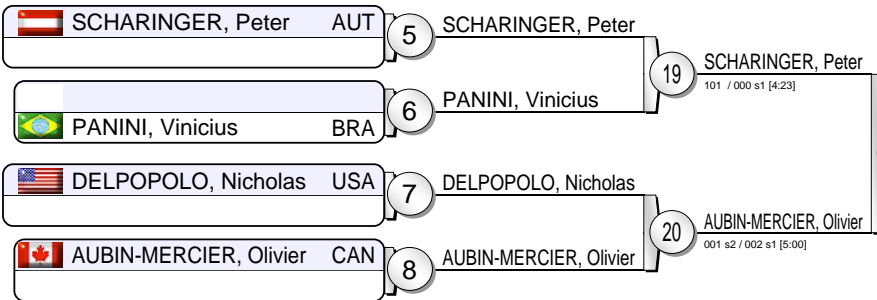 SCHARINGER, Peter AUT
5
SCHARINGER, Peter
19
SCHARINGER, Peter
101 / 000 s1 [4:23]
PANINI, Vinicius BRA
6
PANINI, Vinicius
DELPOPOLO, Nicholas USA
7
DELPOPOLO, Nicholas
20
AUBIN-MERCIER, Olivier
001 s2 / 002 s1 [5:00]
AUBIN-MERCIER, Olivier CAN
8
AUBIN-MERCIER, Olivier